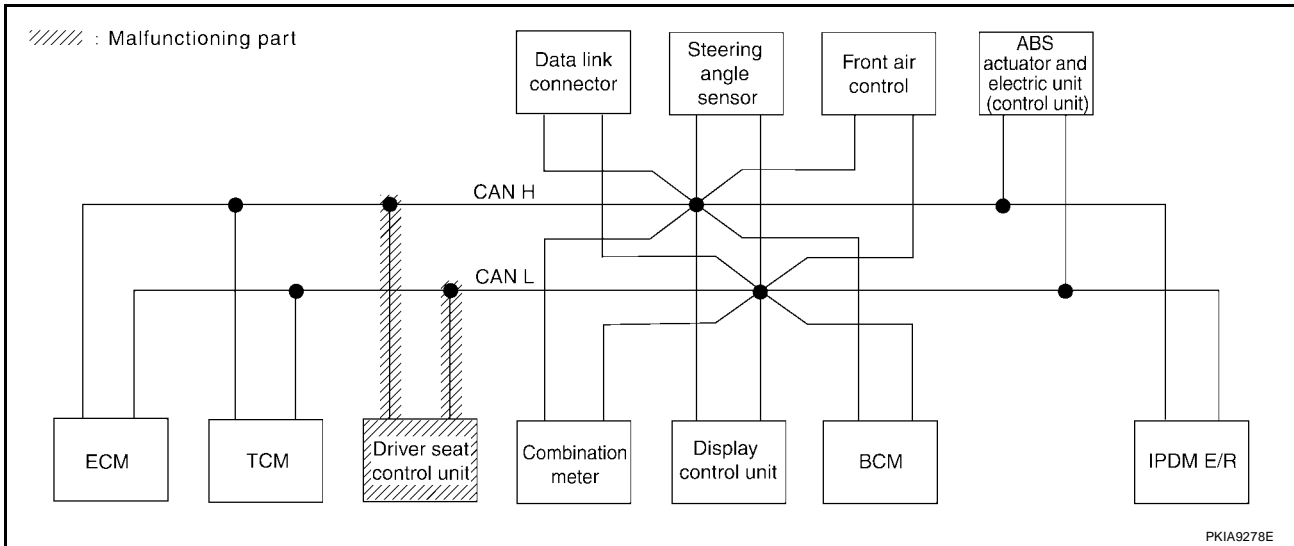 : Malfunctioning part
Data link
connector
Steering
angle
sensor
Front air
control
ABS
actuator and
electric unit
(control unit)
CAN H
CAN L
ECM
TCM
Driver seat
control unit
Combination
meter
Display
control unit
BCM
IPDM E/R
PKIA9278E